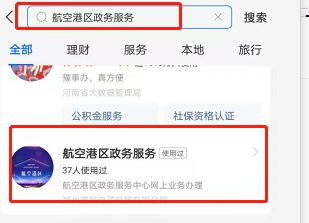 航空港区政务服务 搜索
全部 理财 服务 本地 旅行
豫事办，真方便
河南省大数据管理局
公积金服务 社保资格认证
航空港区政务服务 使用过
37人使用过
航空港区政务服务中心网上业务办理
航空港区